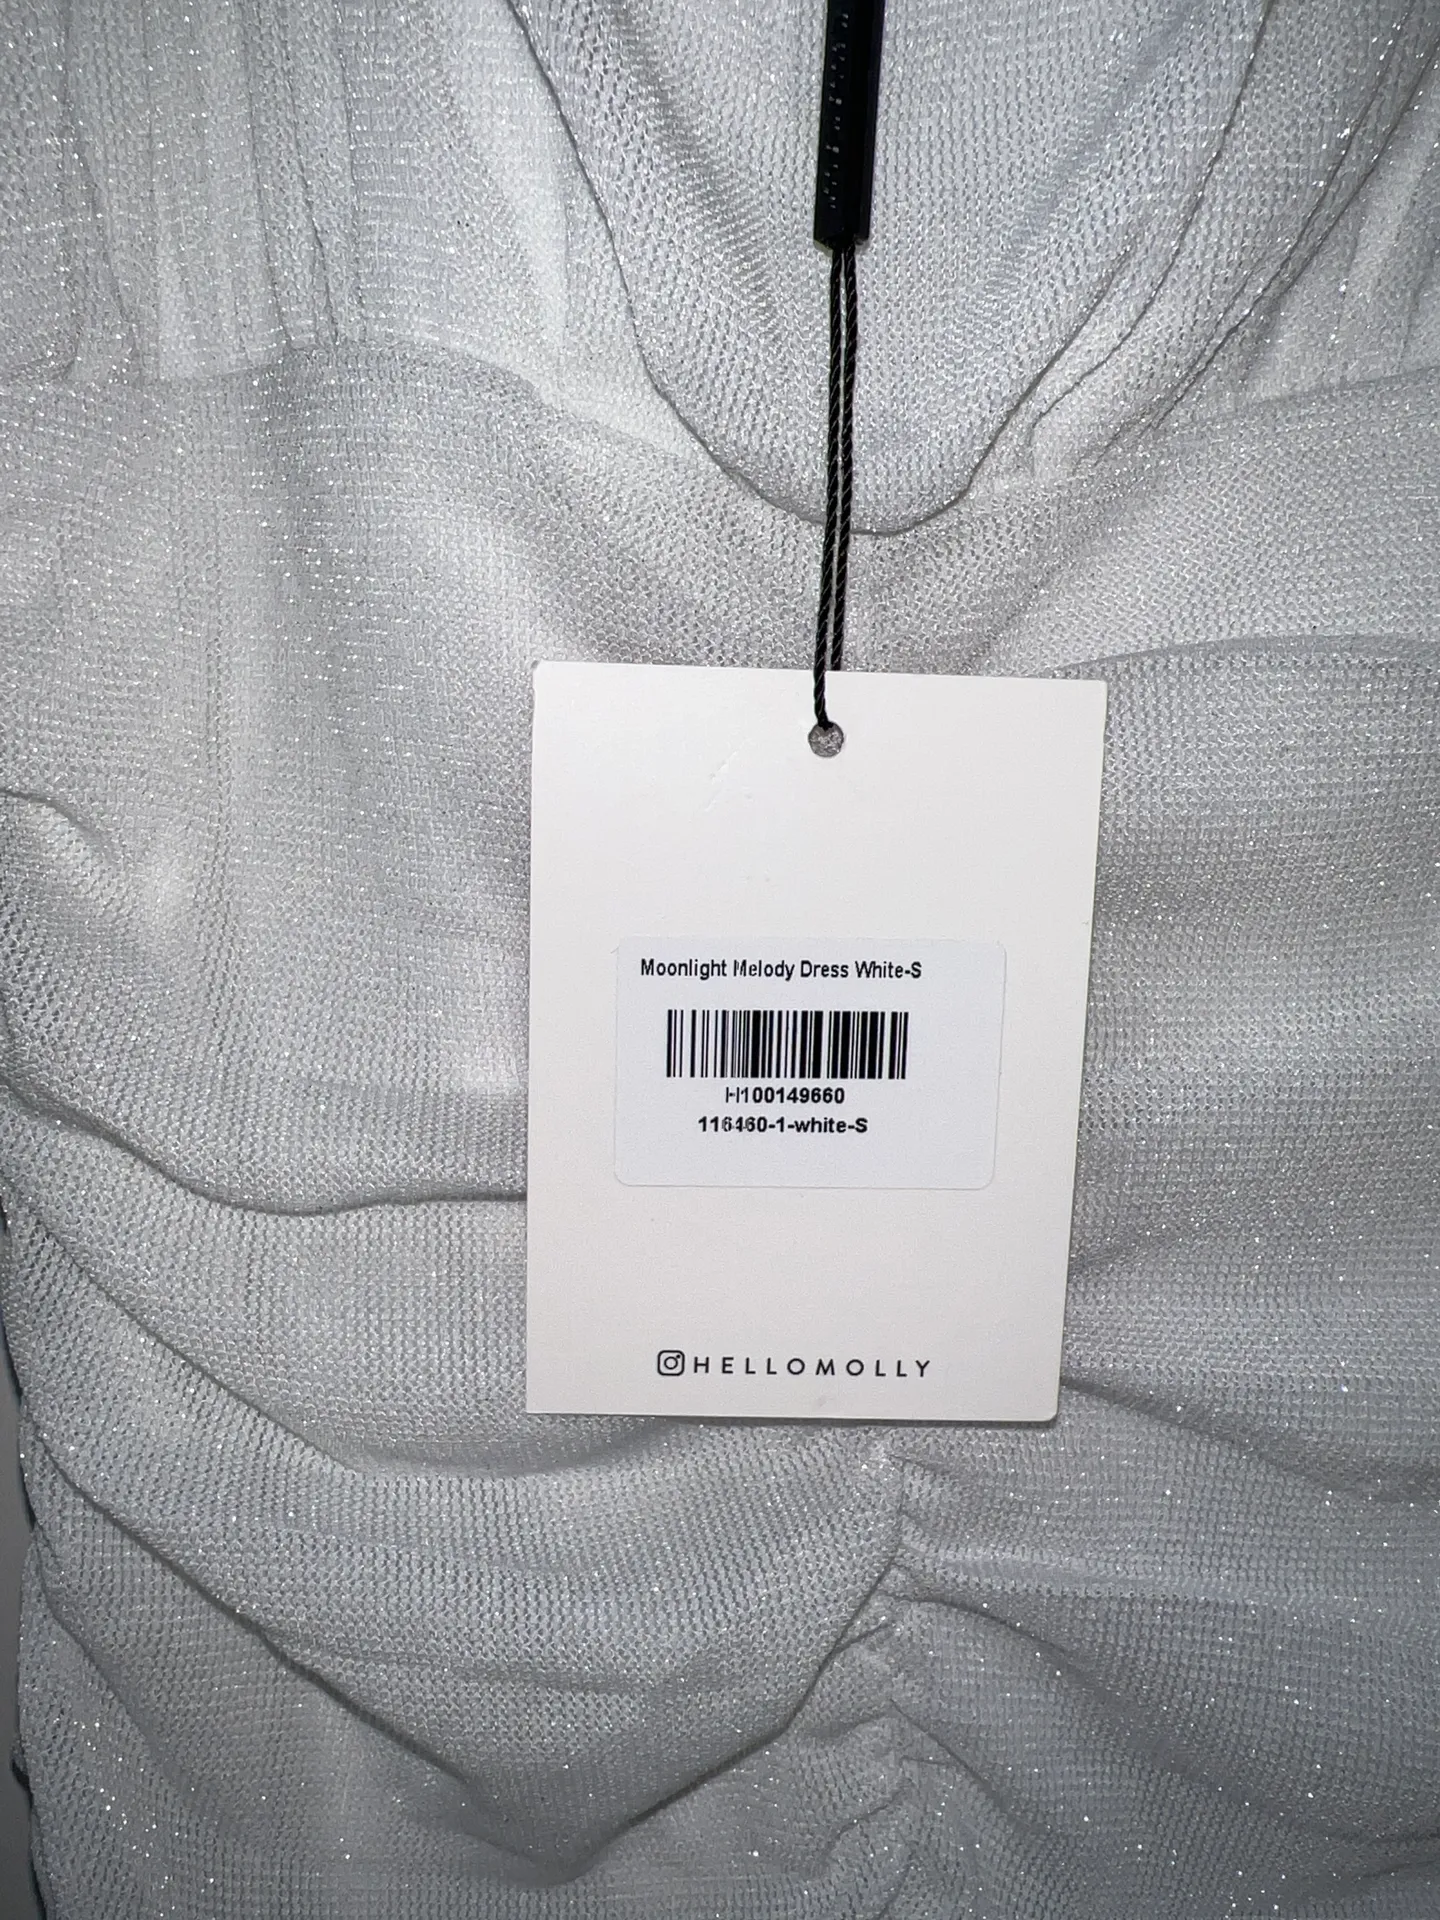 Moonlight Melody Dress White-S
H100149660
116460-1-white-S
HELLOMOLLY